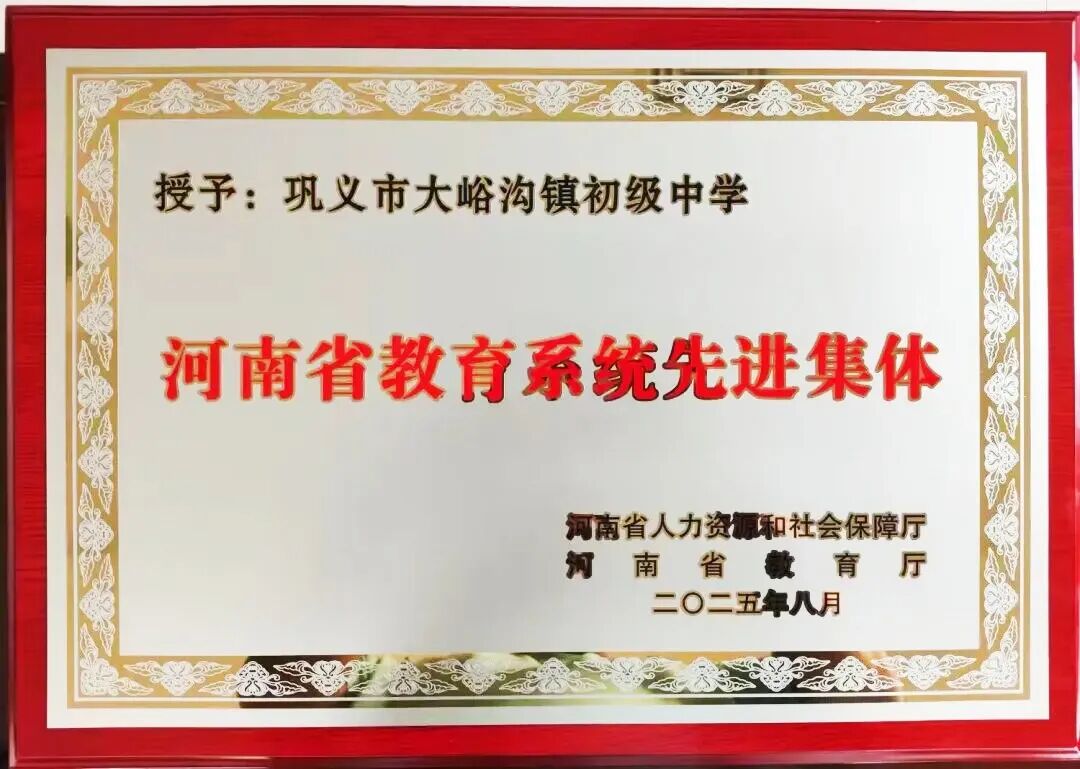 授予：巩义市大峪沟镇初级中学
河南省教育系统先进集体
河南省人力资源和社会保障厅
河南省教育厅
二〇二五年八月